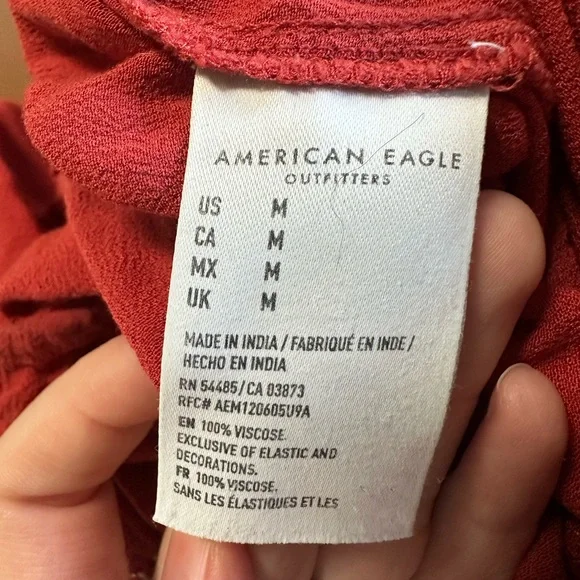 AMERICAN EAGLE
OUTFITTERS
US M
CA M
MX M
UK M
MADE IN INDIA / FABRIQUÉ EN INDE /
HECHO EN INDIA
RN 54485/CA 03873
RFC# AEM120605U9A
EN 100% VISCOSE.
EXCLUSIVE OF ELASTIC AND
DECORATIONS.
FR 100% VISCOSE.
SANS LES ÉLASTIQUES ET LES